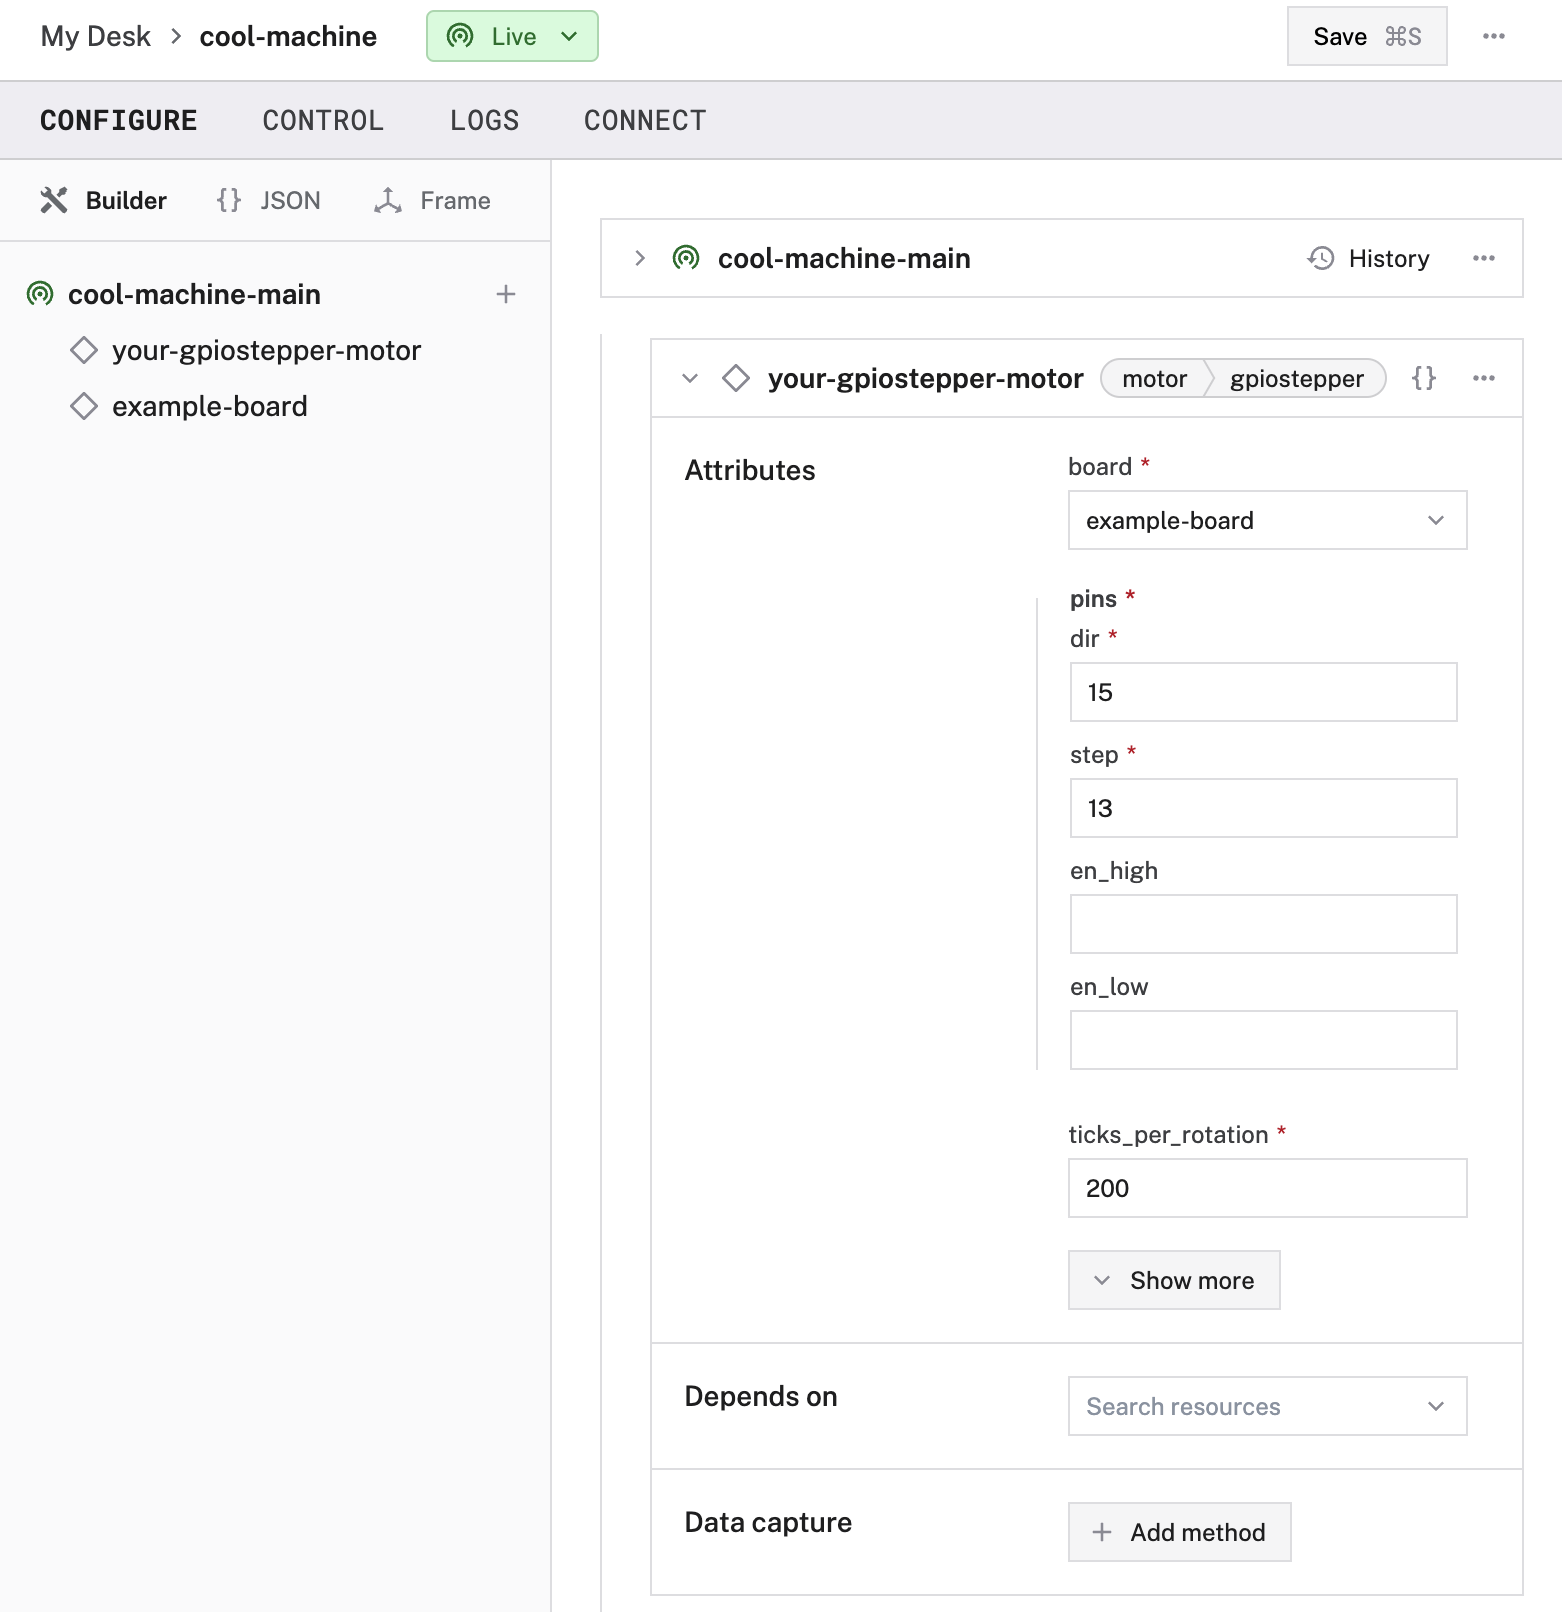 My Desk > cool-machine
Live
Save ⌘S
CONFIGURE CONTROL LOGS CONNECT
Builder {} JSON Frame
cool-machine-main
your-gpiostepper-motor
example-board
cool-machine-main History
your-gpiostepper-motor motor gpiostepper {}
Attributes
board *
example-board
pins *
dir *
15
step *
13
en_high
en_low
ticks_per_rotation *
200
Show more
Depends on
Search resources
Data capture
Add method